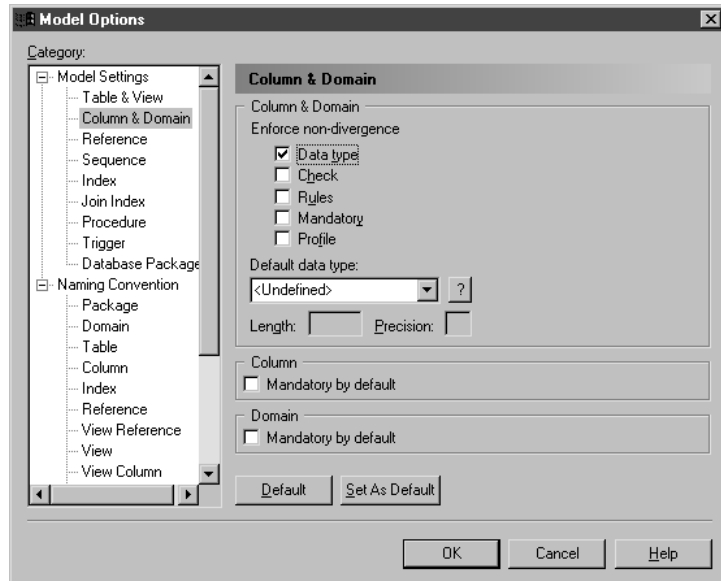 Model Options
Category:
Model Settings
Table & View
Column & Domain
Reference
Sequence
Index
Join Index
Procedure
Trigger
Database Package
Naming Convention
Package
Domain
Table
Column
Index
Reference
View Reference
View
View Column
Column & Domain
Column & Domain
Enforce non-divergence
Data type
Check
Rules
Mandatory
Profile
Default data type:
<Undefined>
?
Length: Precision:
Column
Mandatory by default
Domain
Mandatory by default
Default Set As Default
OK Cancel Help